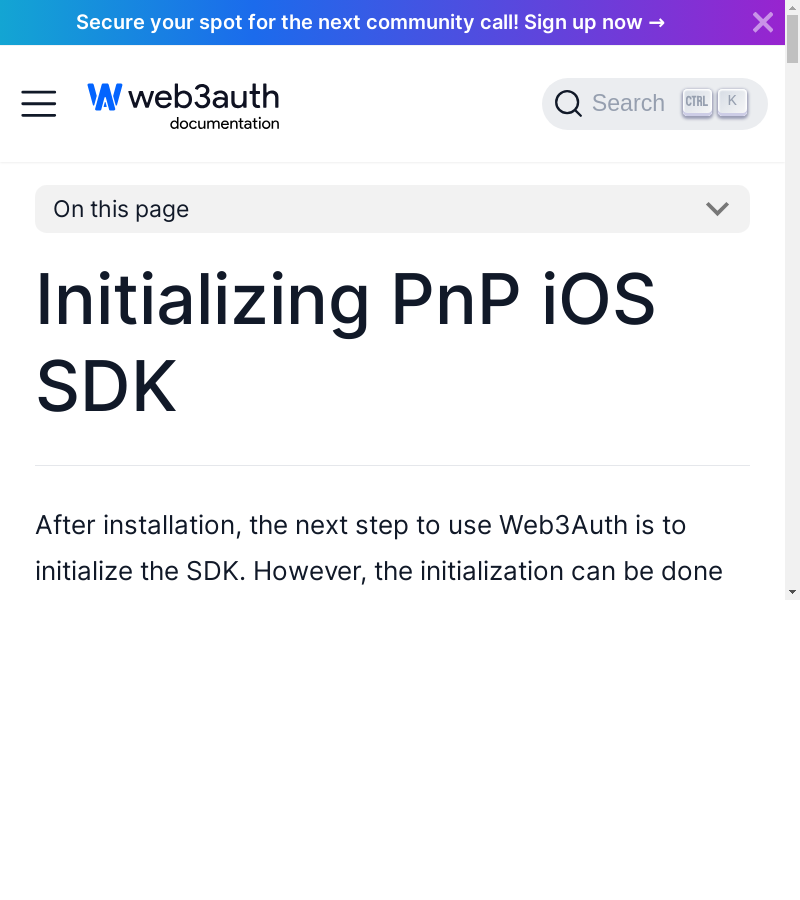 Secure your spot for the next community call! Sign up now →
web3auth
documentation
Search CTRL K
On this page
Initializing PnP iOS
SDK
After installation, the next step to use Web3Auth is to
initialize the SDK. However, the initialization can be done